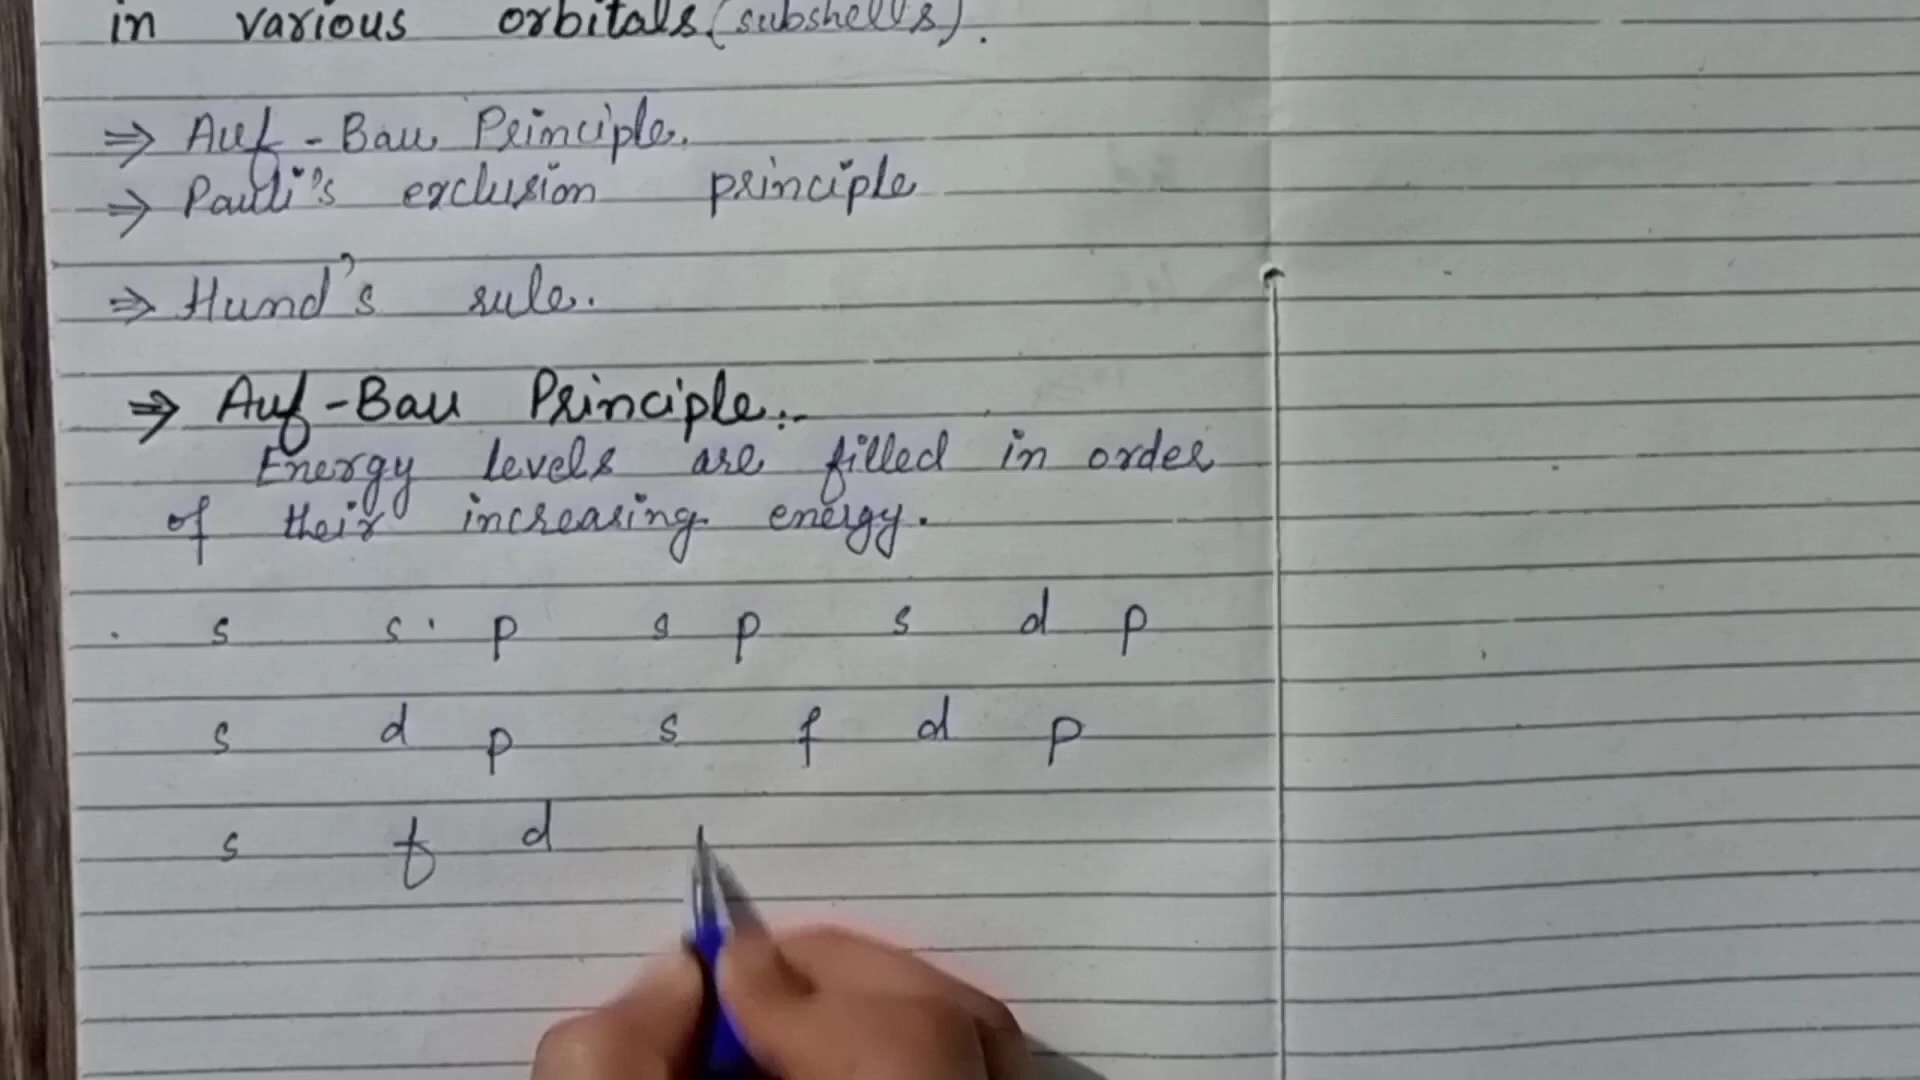 in various orbitals (subshells).
⇒ Auf - Bau Principle.
⇒ Pauli's exclusion principle
⇒ Hund's rule.
⇒ Auf - Bau Principle:-
Energy levels are filled in order
of their increasing energy.
s s p s p s d p
s d p s f d p
s f d